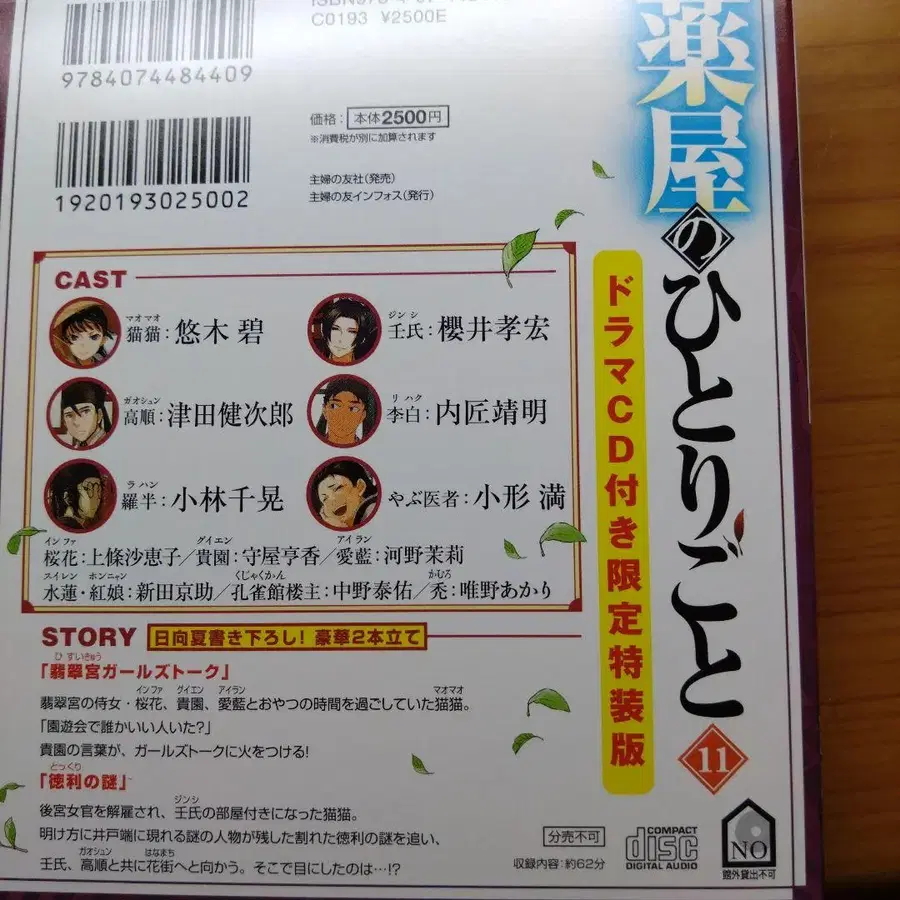 C0193 ¥2500E
9784074484409
価格: 本体2500円
※消費税が別に加算されます
1920193025002
主婦の友社(発売)
主婦の友インフォス(発行)
薬屋のひとりごと
11
ドラマCD付き限定特装版
CAST
マオマオ
猫猫:悠木 碧
ジンシ
壬氏:櫻井孝宏
ガオシュン
高順:津田健次郎
リハク
李白:内匠靖明
ラハン
羅半:小林千晃
やぶ医者:小形 満
インファ グイエン アイラン
桜花:上條沙恵子/貴園:守屋亨香/愛藍:河野茉莉
スイレン ホンニャン くじゃくかん かむろ
水蓮・紅娘:新田京助/孔雀館楼主:中野泰佑/禿:唯野あかり
STORY 日向夏書き下ろし! 豪華2本立て
ひすいきゅう
「翡翠宮ガールズトーク」
インファ グイエン アイラン マオマオ
翡翠宮の侍女・桜花、貴園、愛藍とおやつの時間を過ごしていた猫猫。
「園遊会で誰かいい人いた?」
貴園の言葉が、ガールズトークに火をつける!
とっくり
「徳利の謎」
ジンシ
後宮女官を解雇され、壬氏の部屋付きになった猫猫。
明け方に井戸端に現れる謎の人物が残した割れた徳利の謎を追い、
ガオシュン はなまち
壬氏、高順と共に花街へと向かう。そこで目にしたのは…!?
分売不可
収録内容:約62分
COMPACT
disc
DIGITAL AUDIO
NO
館外貸出不可